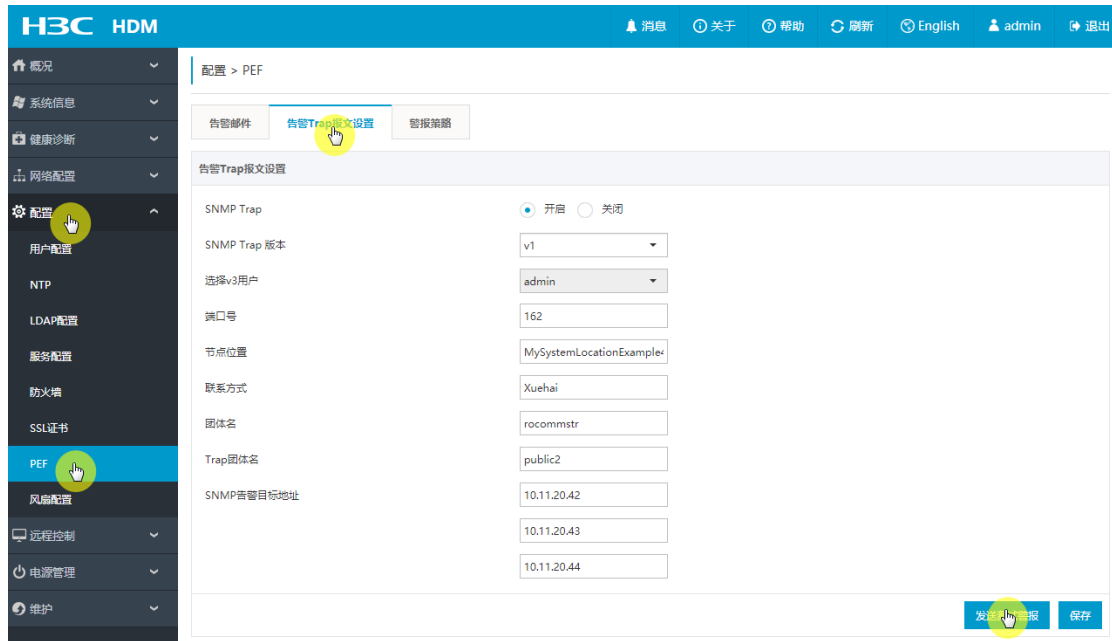 H3C HDM
消息 关于 帮助 刷新 English admin 退出
概况
系统信息
健康诊断
网络配置
配置
用户配置
NTP
LDAP配置
服务配置
防火墙
SSL证书
PEF
风扇配置
远程控制
电源管理
维护
配置 > PEF
告警邮件 告警Trap报文设置 警报策略
告警Trap报文设置
SNMP Trap 开启 关闭
SNMP Trap 版本 v1
选择v3用户 admin
端口号 162
节点位置 MySystemLocationExample
联系方式 Xuehai
团体名 rocommstr
Trap团体名 public2
SNMP告警目标地址 10.11.20.42
10.11.20.43
10.11.20.44
发送测试警报 保存